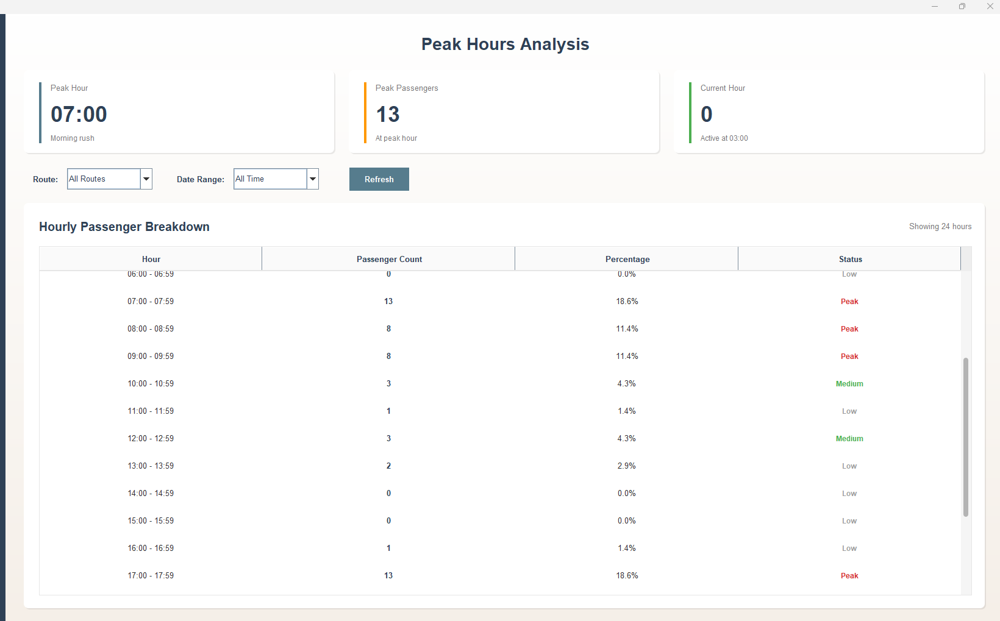 Peak Hours Analysis
Peak Hour
07:00
Morning rush
Peak Passengers
13
At peak hour
Current Hour
0
Active at 03:00
Route: All Routes Date Range: All Time Refresh
Hourly Passenger Breakdown Showing 24 hours
Hour Passenger Count Percentage Status
06:00 - 06:59 0 0.0% Low
07:00 - 07:59 13 18.6% Peak
08:00 - 08:59 8 11.4% Peak
09:00 - 09:59 8 11.4% Peak
10:00 - 10:59 3 4.3% Medium
11:00 - 11:59 1 1.4% Low
12:00 - 12:59 3 4.3% Medium
13:00 - 13:59 2 2.9% Low
14:00 - 14:59 0 0.0% Low
15:00 - 15:59 0 0.0% Low
16:00 - 16:59 1 1.4% Low
17:00 - 17:59 13 18.6% Peak